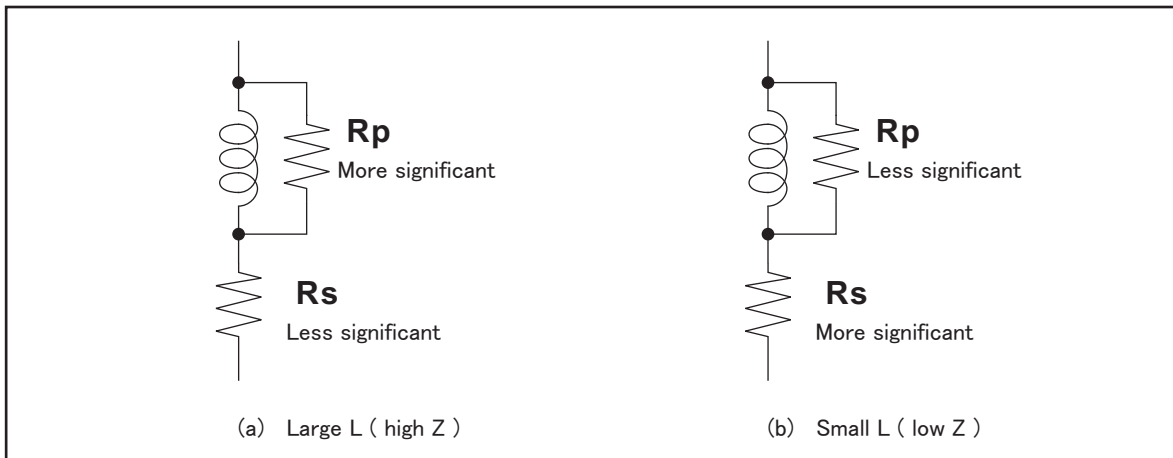 Rp
More significant
Rs
Less significant
(a) Large L ( high Z )
Rp
Less significant
Rs
More significant
(b) Small L ( low Z )